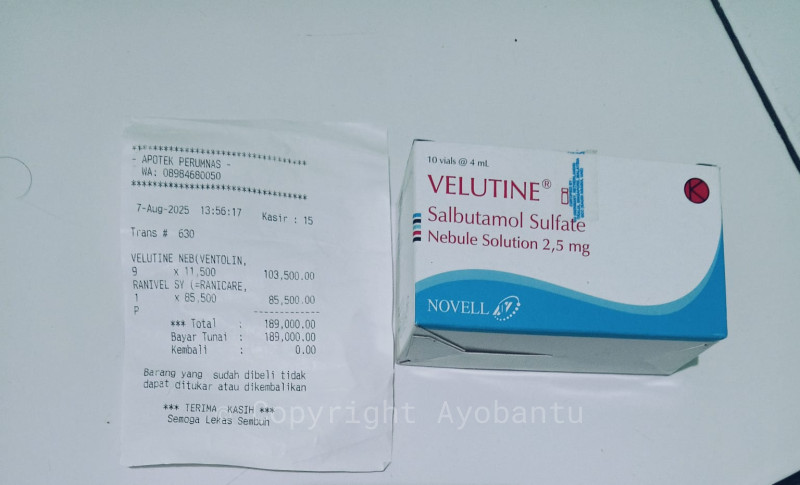 ***********************************
- APOTEK PERUMNAS -
WA: 08984680050
***********************************
7-Aug-2025 13:56:17 Kasir : 15
Trans # 630
VELUTINE NEB(VENTOLIN,
9 x 11,500 103,500.00
RANIVEL SY (=RANICARE,
1 x 85,500 85,500.00
P -------------
*** Total : 189,000.00
Bayar Tunai : 189,000.00
Kembali : 0.00
Barang yang sudah dibeli tidak
dapat ditukar atau dikembalikan
*** TERIMA KASIH ***
Semoga Lekas Sembuh
10 vials @ 4 mL
VELUTINE®
Salbutamol Sulfate
Nebule Solution 2,5 mg
K
NOVELL
Copyright Ayobantu